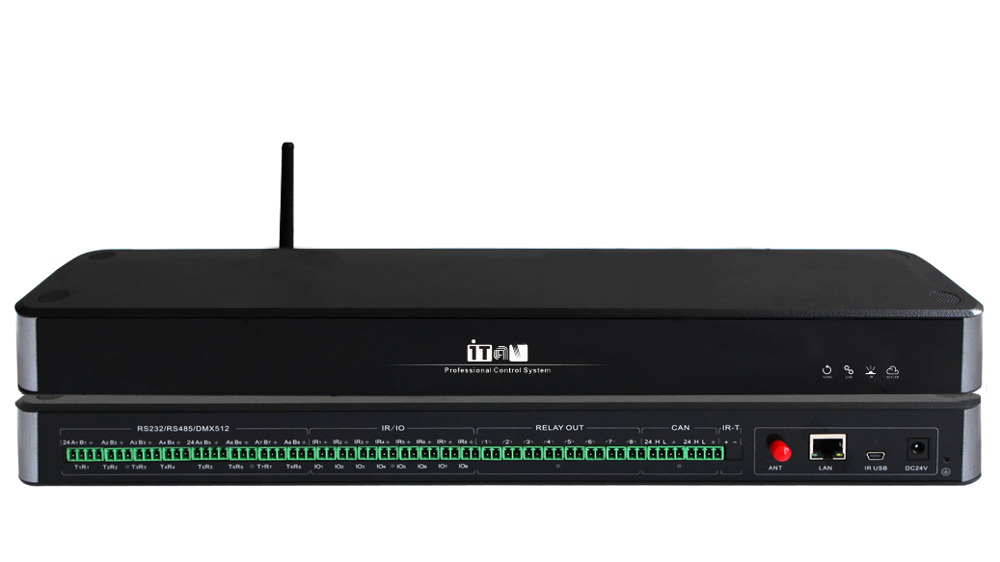 iTav
Professional Control System
RS232/RS485/DMX512 IR/IO RELAY OUT CAN IR-T
24 A1 B1 A2 B2 A3 B3 A4 B4 24 A5 B5 A6 B6 A7 B7 A8 B8 IR1 IR2 IR3 IR4 IR5 IR6 IR7 IR8 1 2 3 4 5 6 7 8 24 H L 24 H L + −
T1R1 T2R2 T3R3 T4R4 T5R5 T6R6 T7R7 T8R8 IO1 IO2 IO3 IO4 IO5 IO6 IO7 IO8
ANT LAN IR USB DC24V